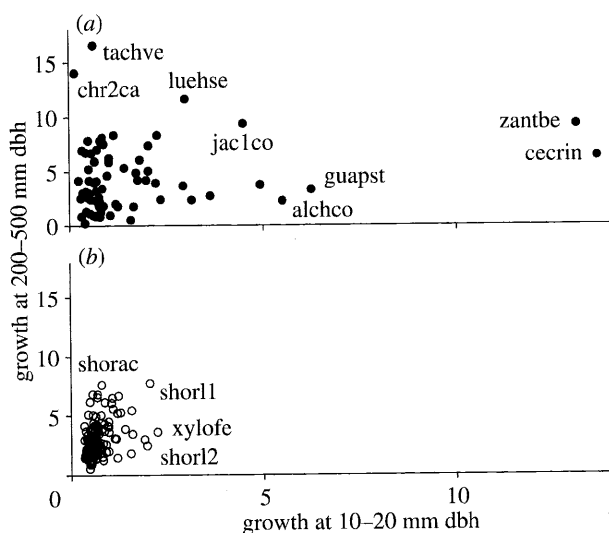 (a)
tachve
15
chr2ca
luehse
10
zantbe
jac1co
cecrin
5
guapst
alchco
0
growth at 200–500 mm dbh
(b)
15
10
shorac
shorl1
5
xylofe
shorl2
0
5
10
growth at 10–20 mm dbh